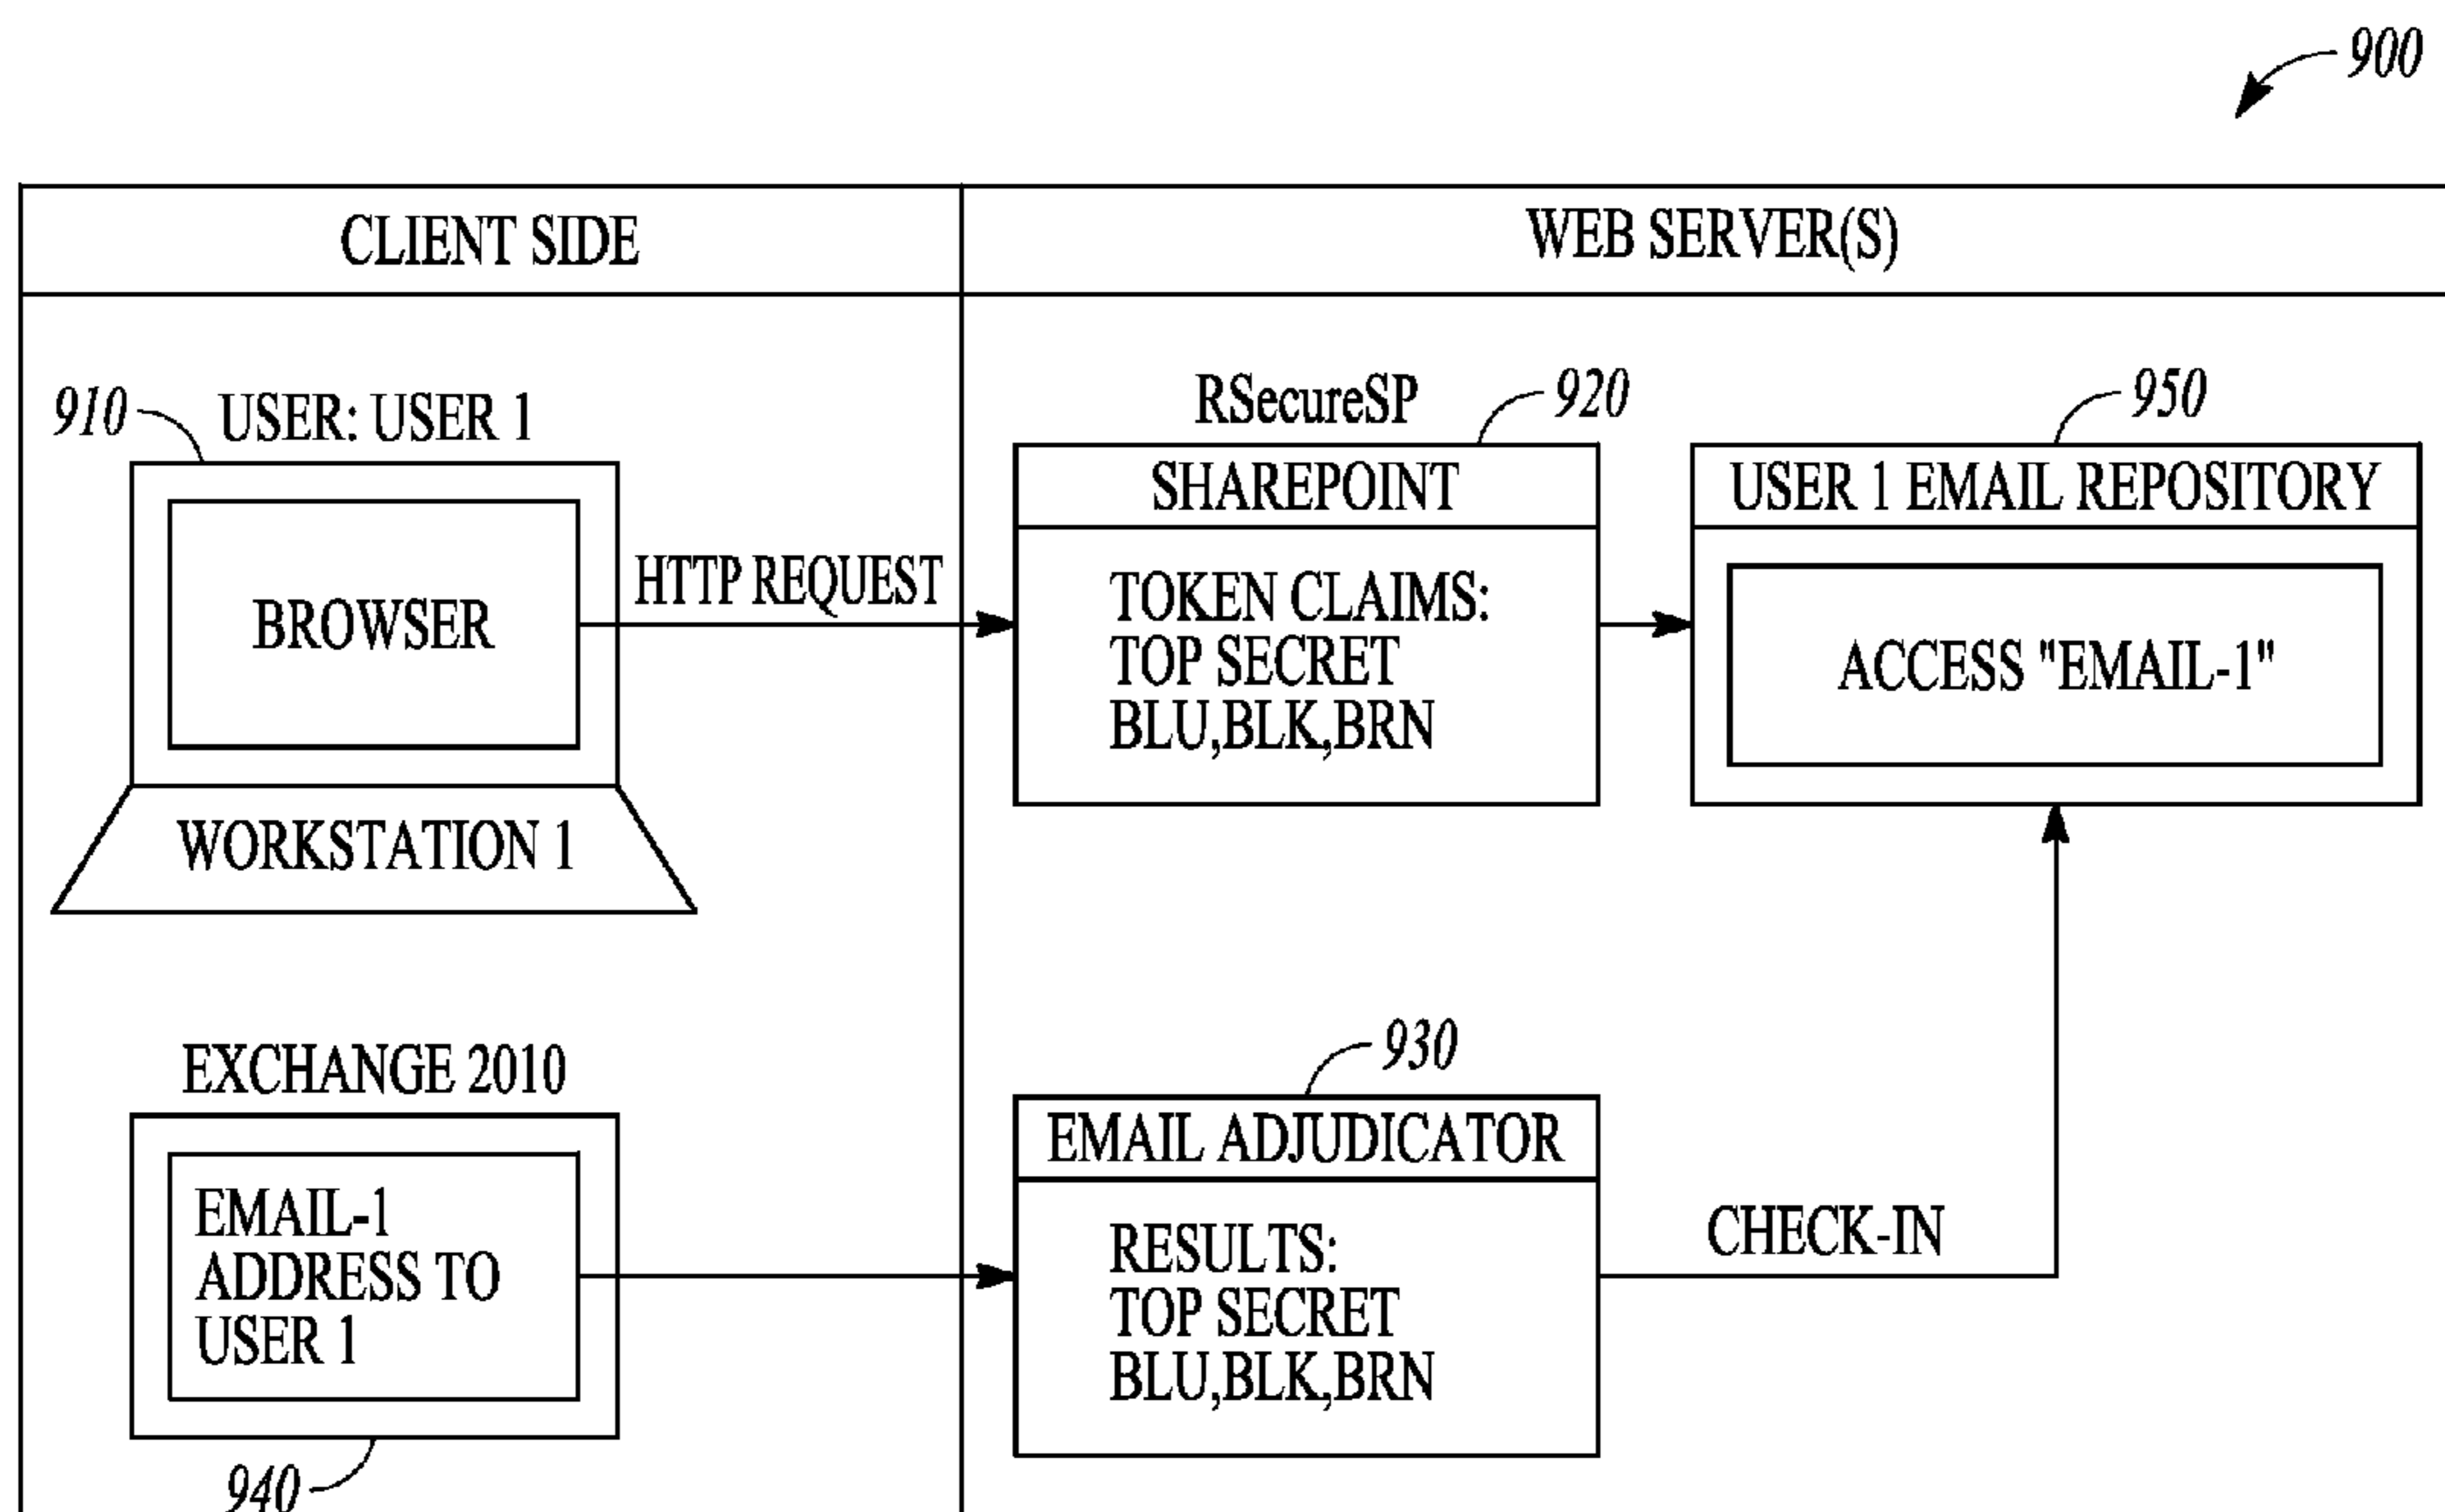 900
CLIENT SIDE
WEB SERVER(S)
910
USER: USER 1
BROWSER
WORKSTATION 1
HTTP REQUEST
RSecureSP
920
SHAREPOINT
TOKEN CLAIMS:
TOP SECRET
BLU,BLK,BRN
950
USER 1 EMAIL REPOSITORY
ACCESS "EMAIL-1"
EXCHANGE 2010
EMAIL-1
ADDRESS TO
USER 1
940
930
EMAIL ADJUDICATOR
RESULTS:
TOP SECRET
BLU,BLK,BRN
CHECK-IN